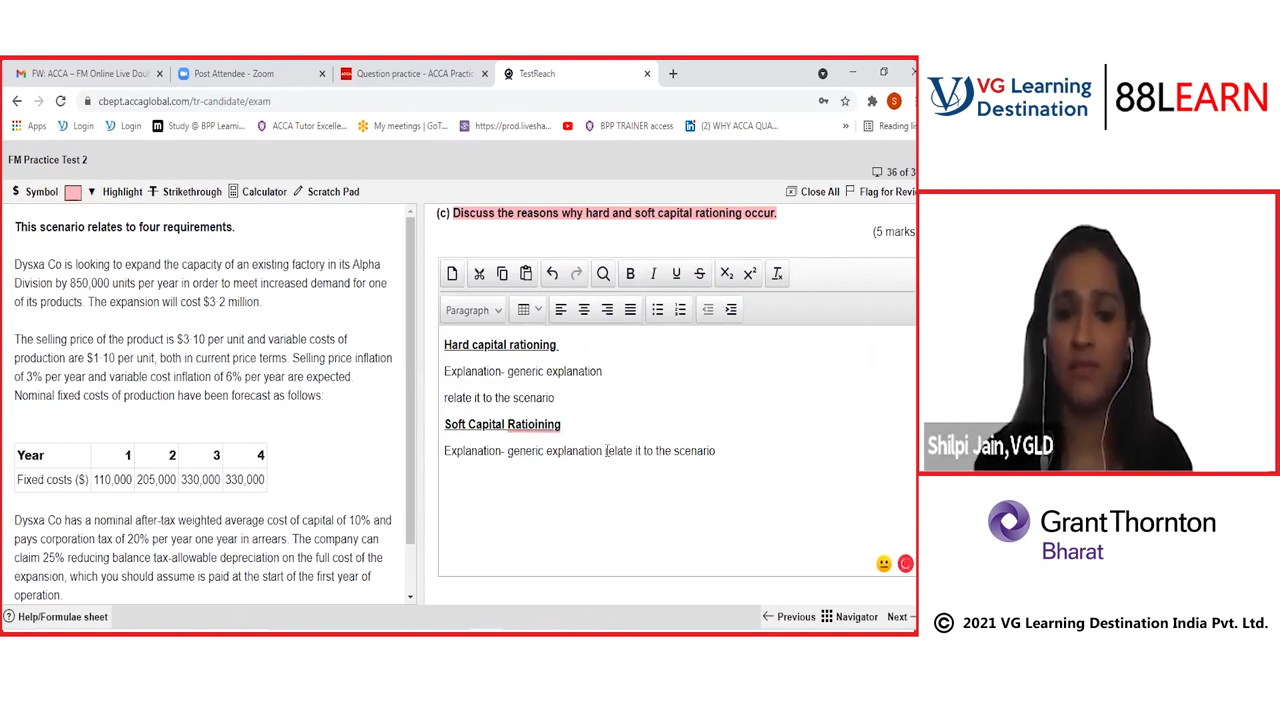 FW: ACCA – FM Online Live Dou
Post Attendee - Zoom
Question practice - ACCA Practic
TestReach
cbept.accaglobal.com/tr-candidate/exam
Apps
Login
Login
Study @ BPP Learni...
ACCA Tutor Excelle...
My meetings | GoT...
https://prod.livesha...
BPP TRAINER access
(2) WHY ACCA QUA...
»
Reading lis
FM Practice Test 2
36 of 3
$ Symbol
Highlight
Strikethrough
Calculator
Scratch Pad
Close All
Flag for Revie
This scenario relates to four requirements.
Dysxa Co is looking to expand the capacity of an existing factory in its Alpha
Division by 850,000 units per year in order to meet increased demand for one
of its products. The expansion will cost $3·2 million.
The selling price of the product is $3·10 per unit and variable costs of
production are $1·10 per unit, both in current price terms. Selling price inflation
of 3% per year and variable cost inflation of 6% per year are expected.
Nominal fixed costs of production have been forecast as follows:
Year 1 2 3 4
Fixed costs ($) 110,000 205,000 330,000 330,000
Dysxa Co has a nominal after-tax weighted average cost of capital of 10% and
pays corporation tax of 20% per year one year in arrears. The company can
claim 25% reducing balance tax-allowable depreciation on the full cost of the
expansion, which you should assume is paid at the start of the first year of
operation.
(c) Discuss the reasons why hard and soft capital rationing occur.
(5 marks
B I U S X₂ X² Tx
Paragraph
Hard capital rationing
Explanation- generic explanation
relate it to the scenario
Soft Capital Ratioining
Explanation- generic explanation relate it to the scenario
Help/Formulae sheet
Previous
Navigator
Next
VG Learning
Destination
88LEARN
Shilpi Jain,VGLD
GrantThornton
Bharat
© 2021 VG Learning Destination India Pvt. Ltd.